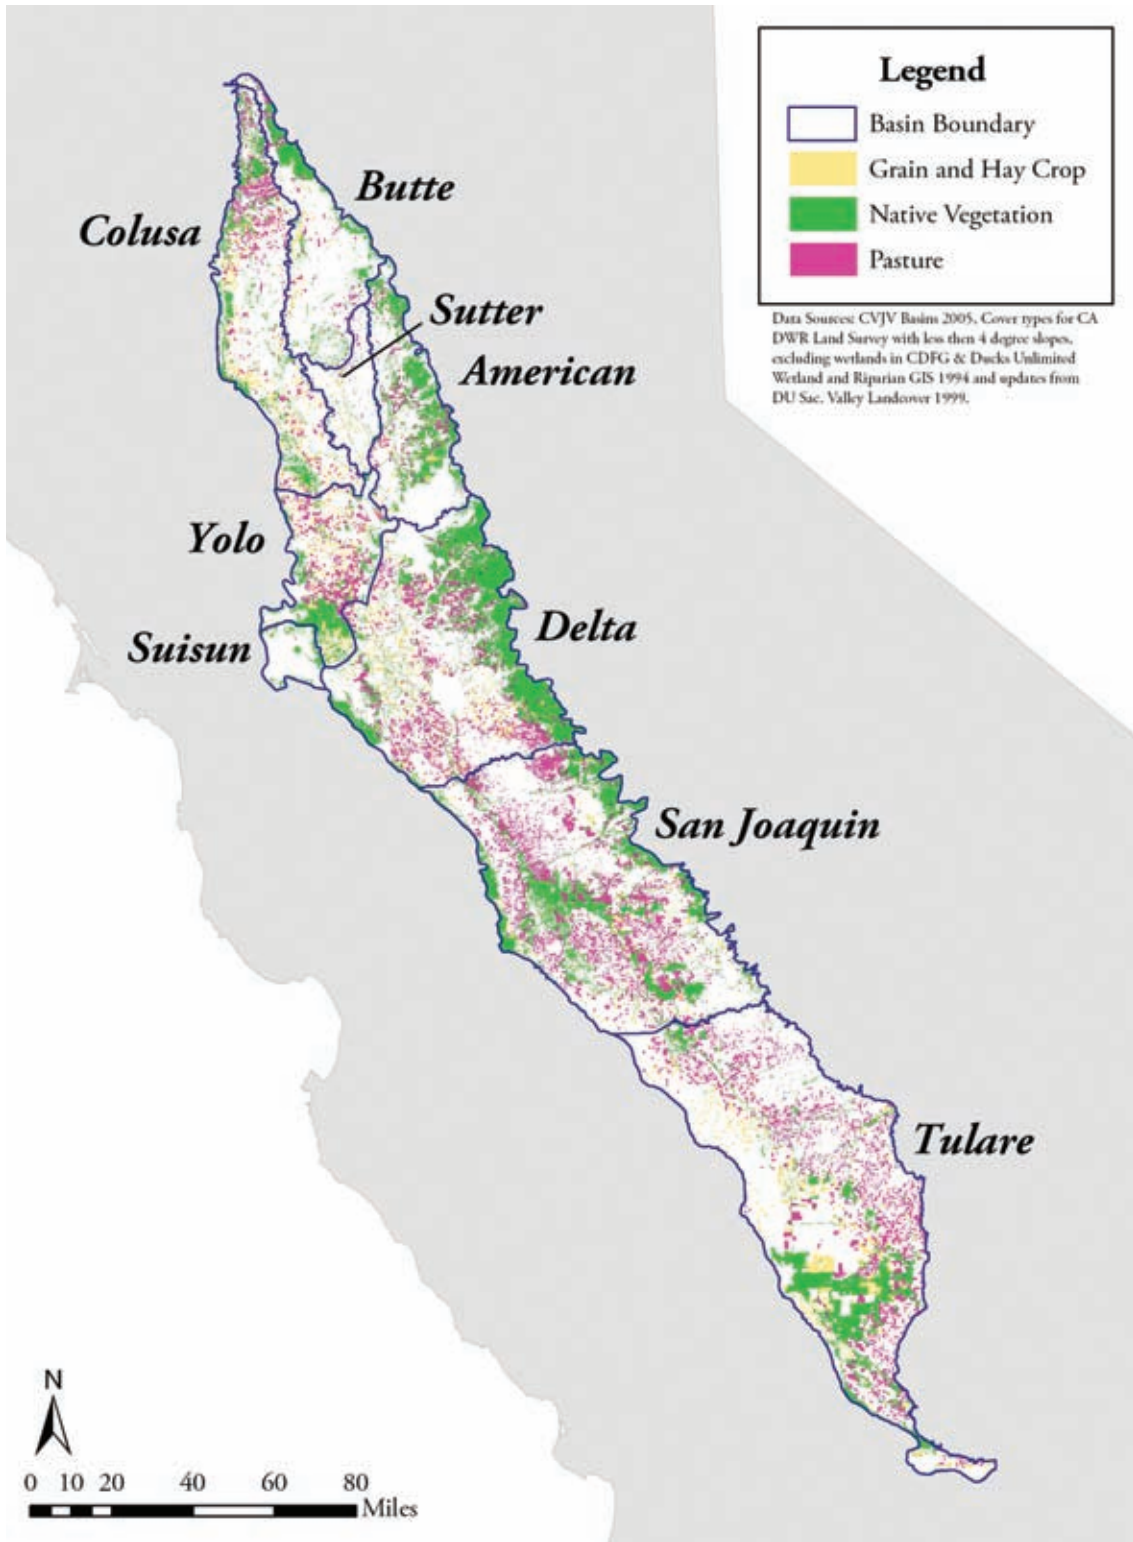 Legend
Basin Boundary
Grain and Hay Crop
Native Vegetation
Pasture
Data Sources: CVJV Basins 2005, Cover types for CA
DWR Land Survey with less then 4 degree slopes,
excluding wetlands in CDFG & Ducks Unlimited
Wetland and Riparian GIS 1994 and updates from
DU Sac. Valley Landcover 1999.
Butte
Colusa
Sutter
American
Yolo
Delta
Suisun
San Joaquin
Tulare
N
0 10 20 40 60 80
Miles